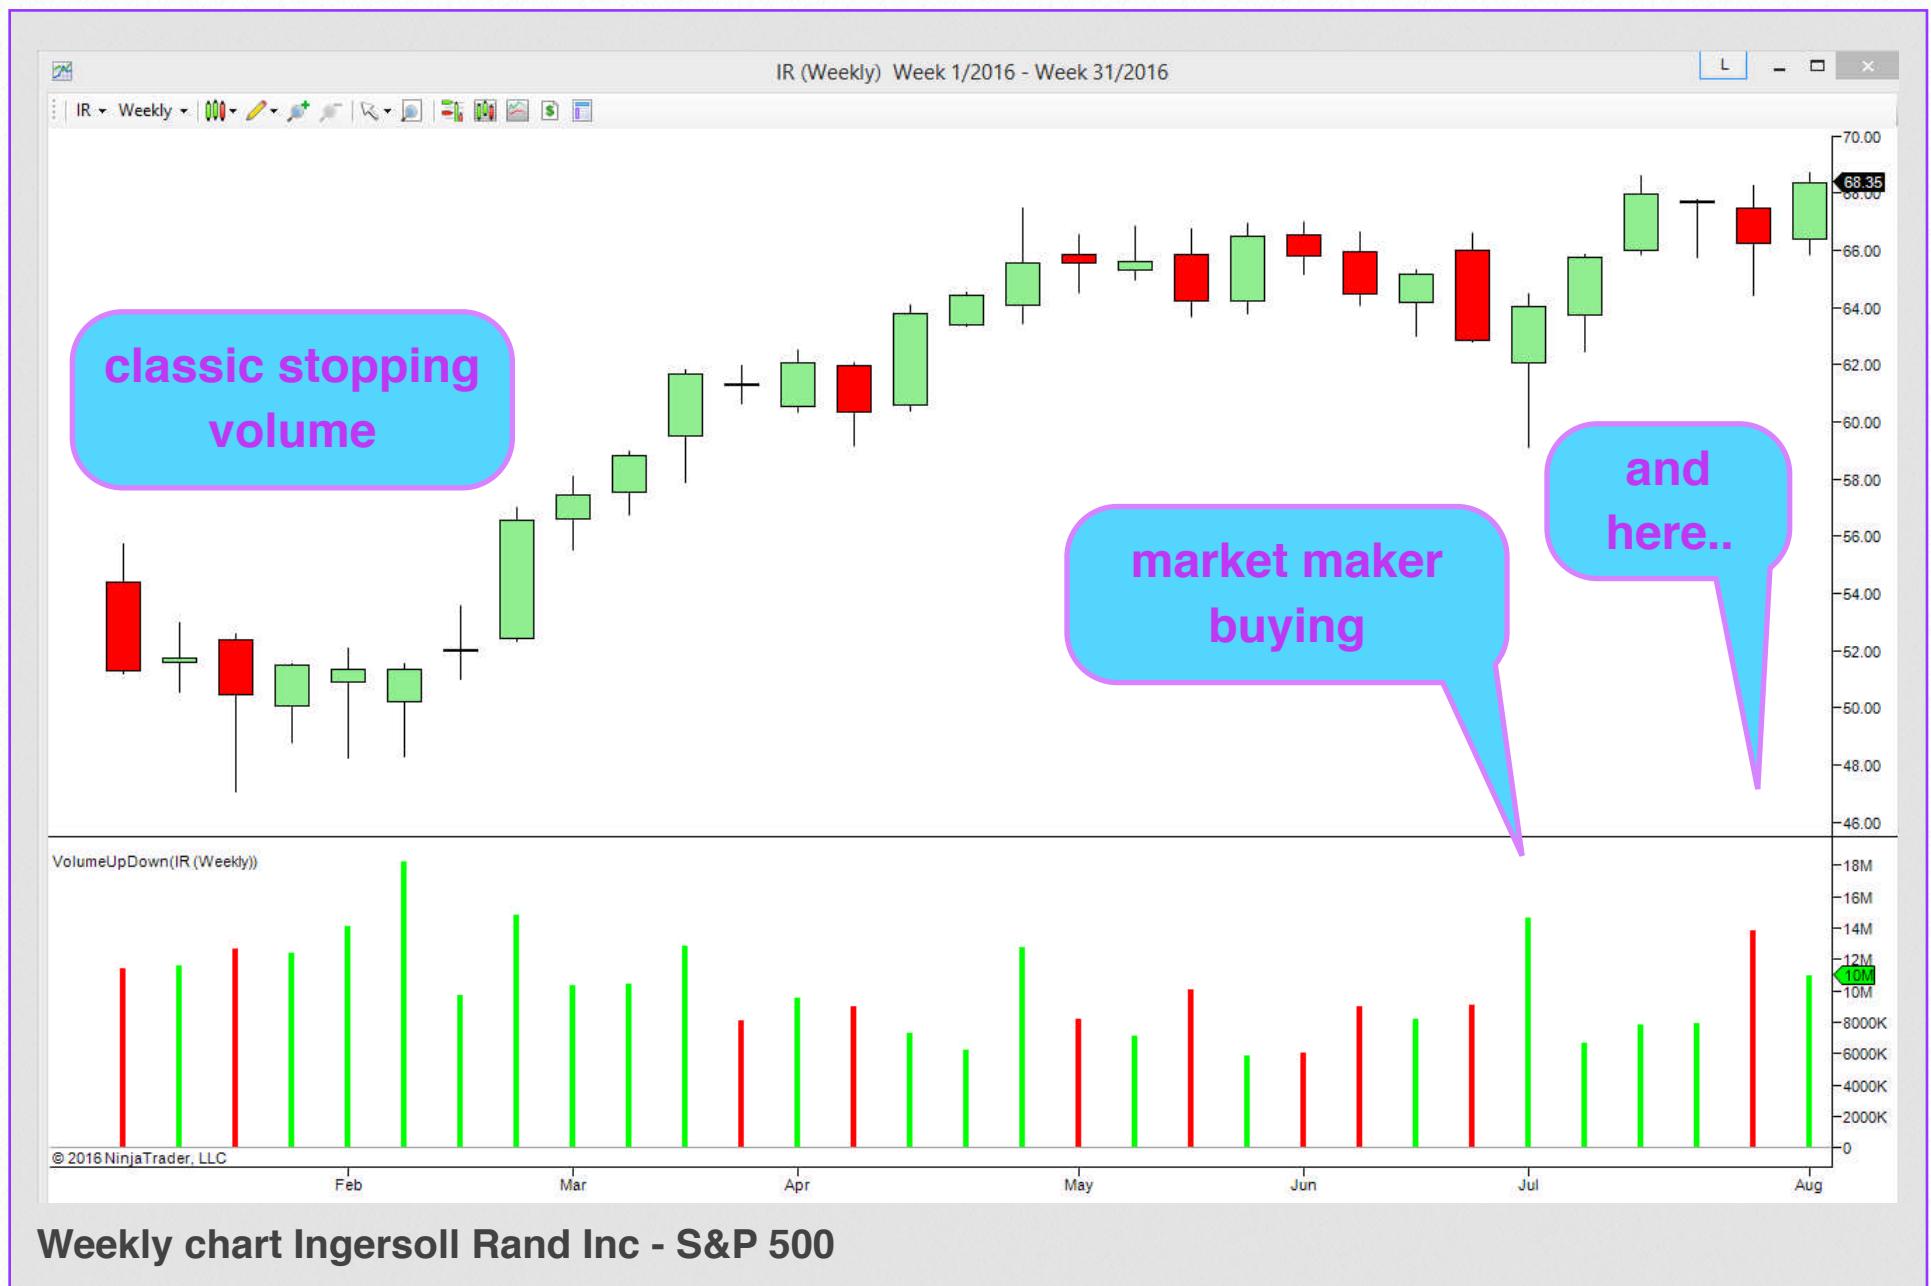 IR (Weekly) Week 1/2016 - Week 31/2016
L
IR Weekly
70.00
68.35
68.00
66.00
64.00
62.00
60.00
58.00
56.00
54.00
52.00
50.00
48.00
46.00
classic stopping
volume
and
here..
market maker
buying
VolumeUpDown(IR (Weekly))
18M
16M
14M
12M
10M
10M
8000K
6000K
4000K
2000K
0
© 2016 NinjaTrader, LLC
Feb Mar Apr May Jun Jul Aug
Weekly chart Ingersoll Rand Inc - S&P 500